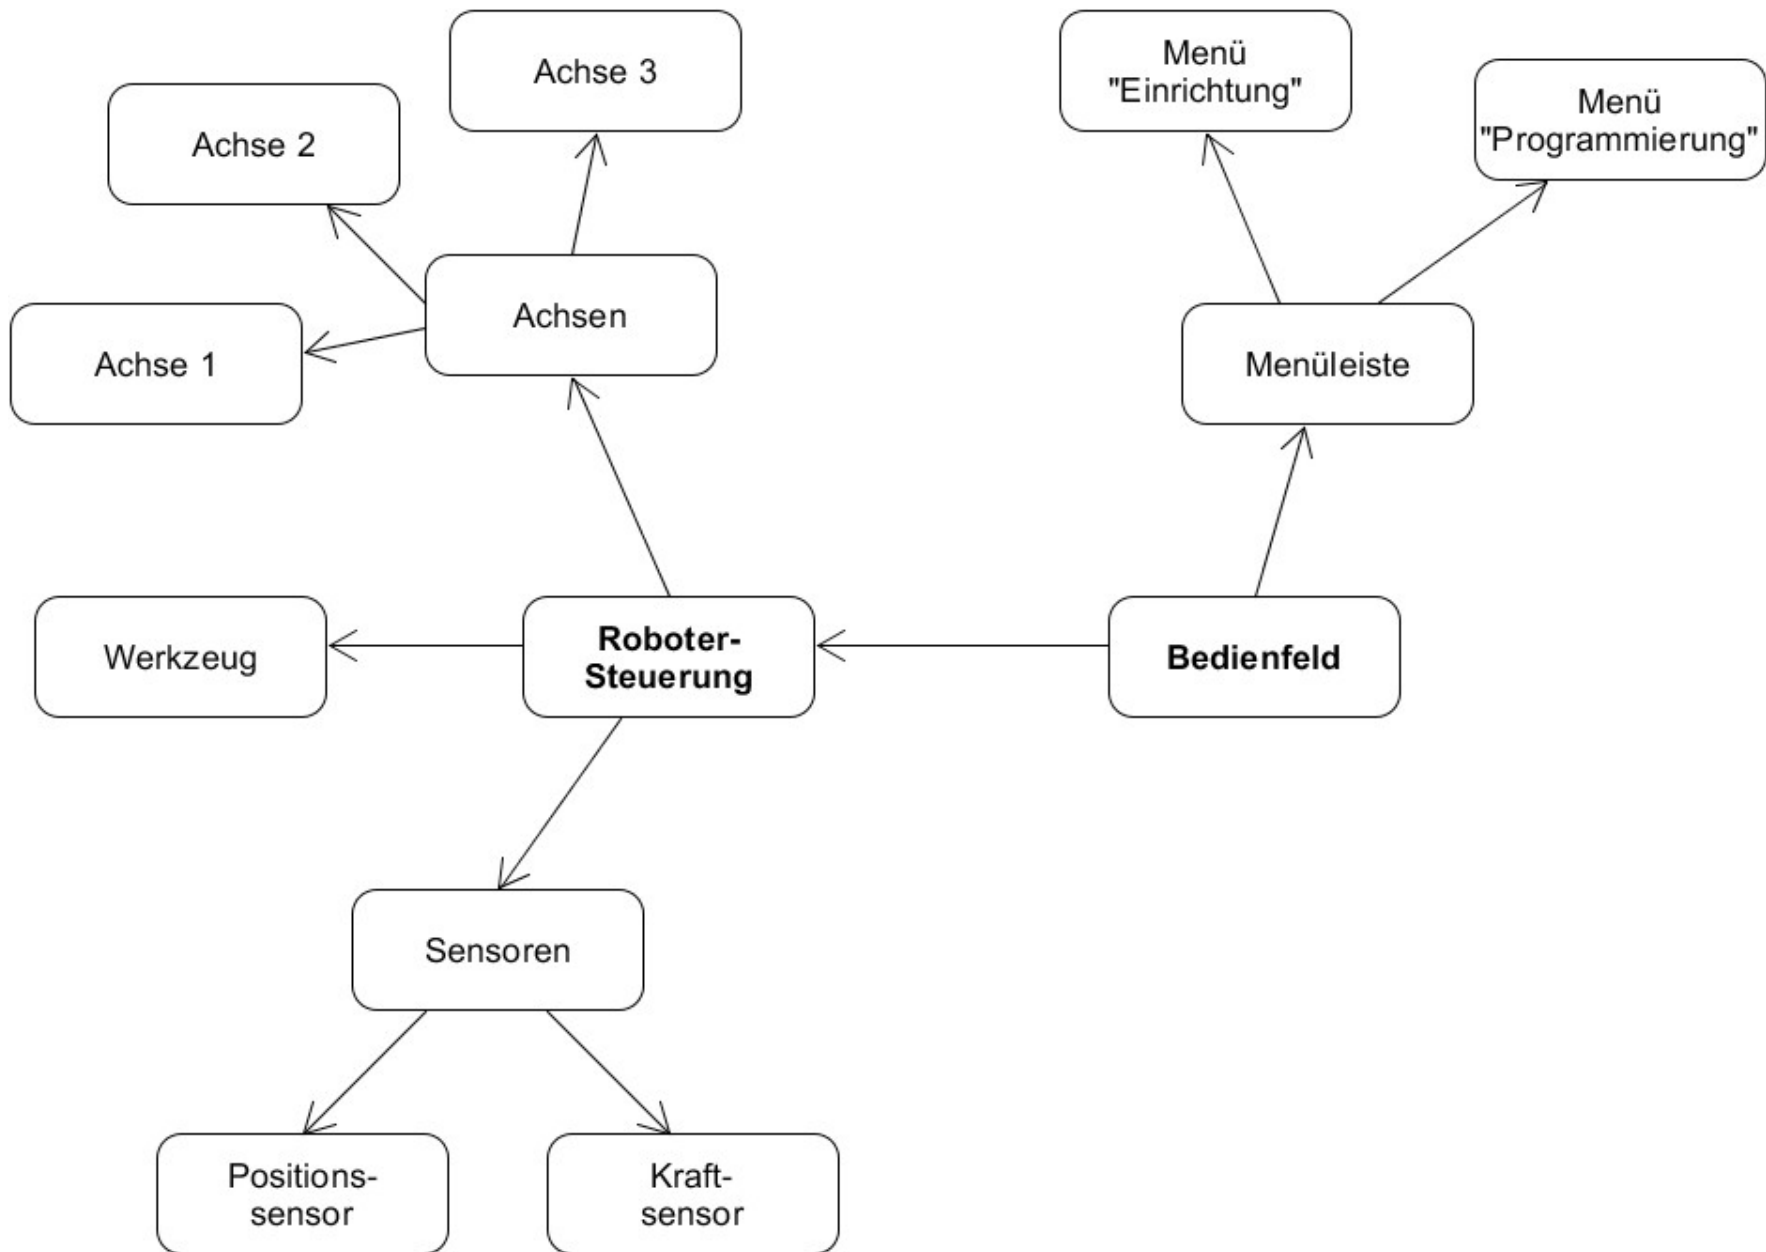 Achse 3
Menü
"Einrichtung"
Menü
"Programmierung"
Achse 2
Achsen
Achse 1
Menüleiste
Werkzeug
Roboter-
Steuerung
Bedienfeld
Sensoren
Positions-
sensor
Kraft-
sensor